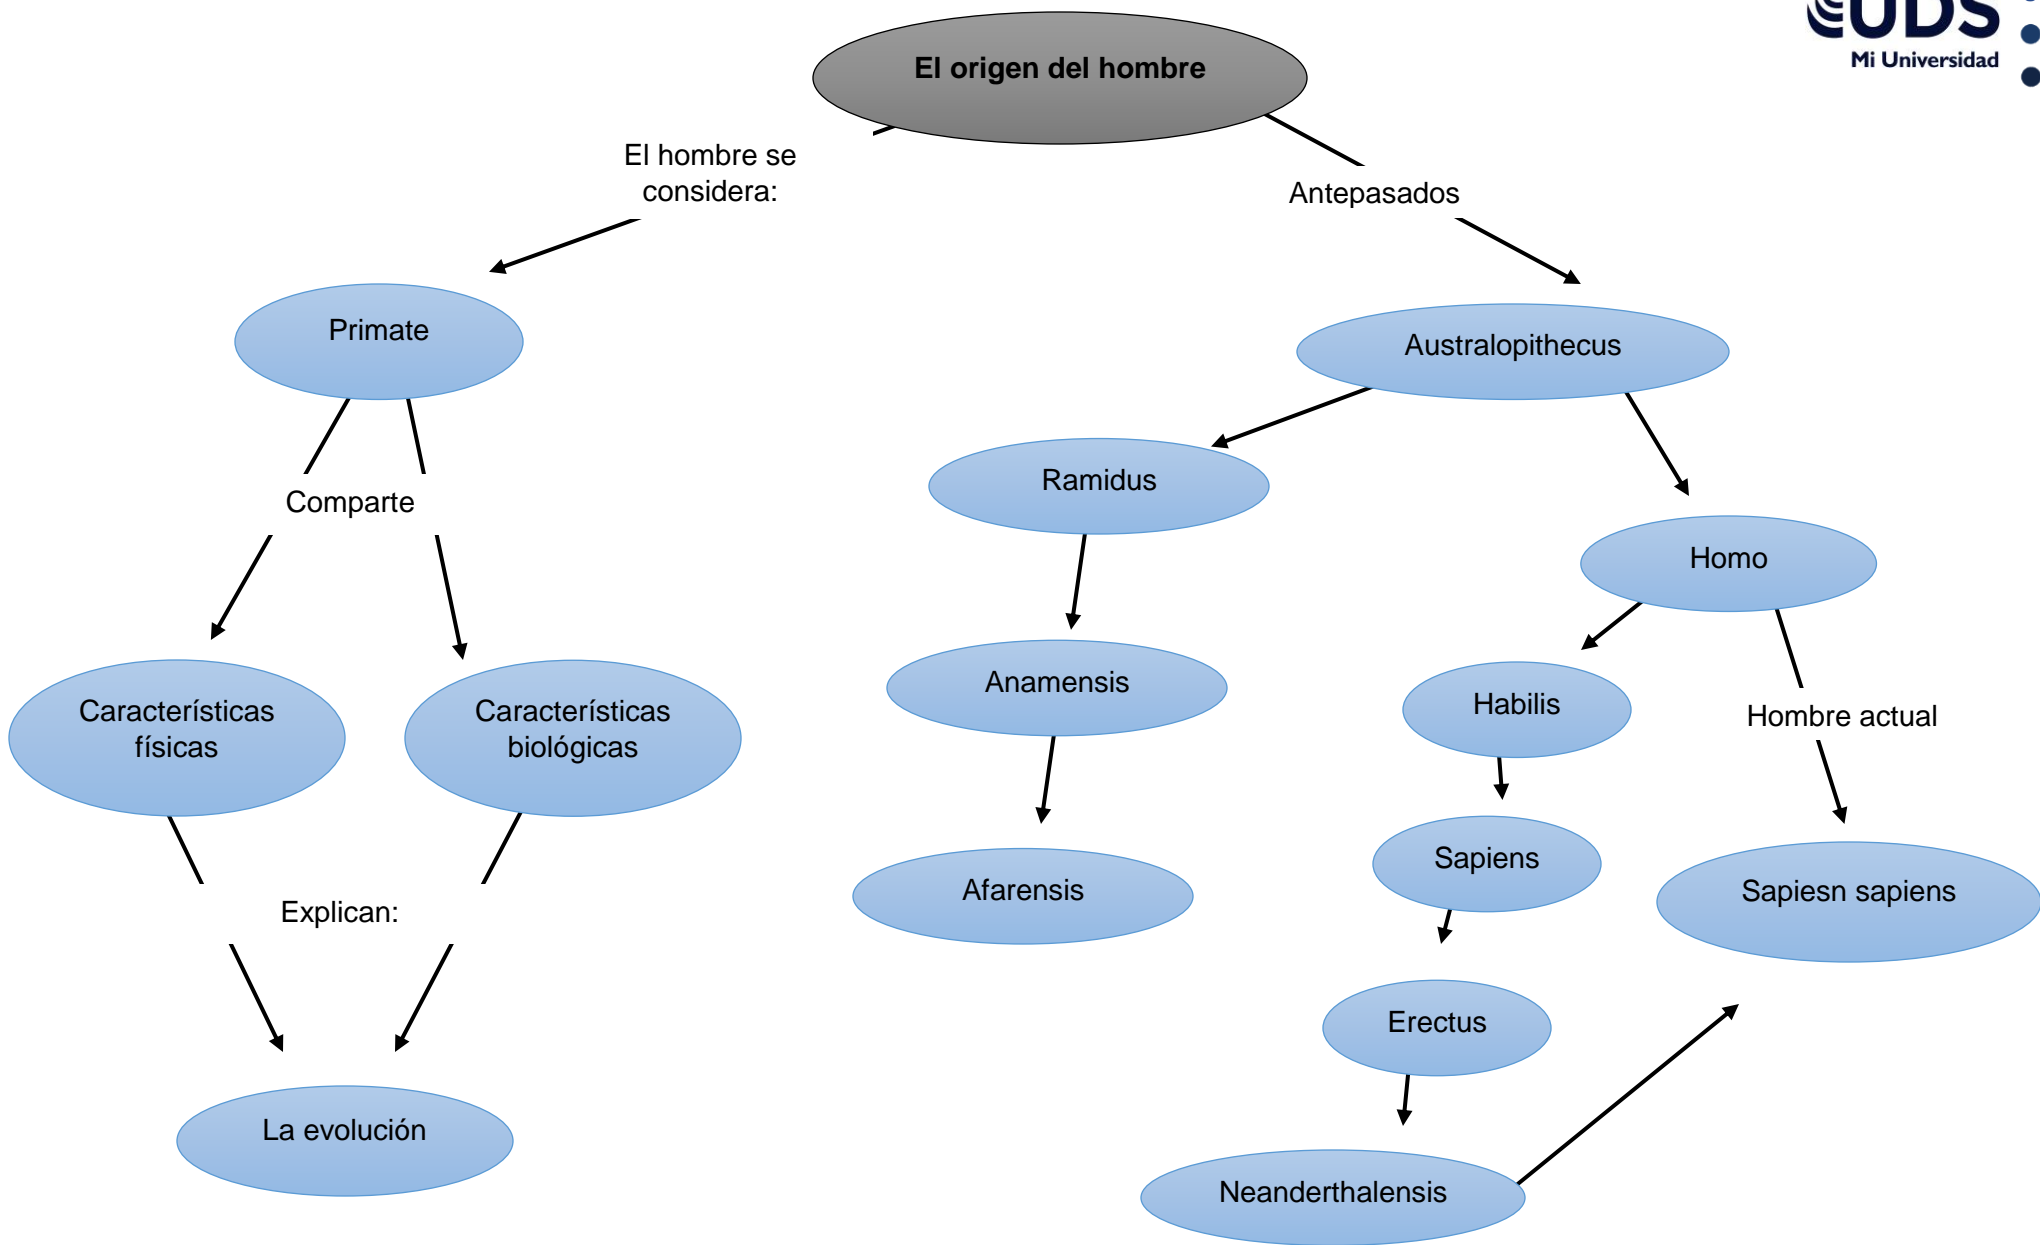 UDS
Mi Universidad
El origen del hombre
El hombre se
considera:
Antepasados
Primate
Australopithecus
Comparte
Ramidus
Homo
Características
físicas
Características
biológicas
Anamensis
Habilis
Hombre actual
Explican:
Afarensis
Sapiens
Sapiesn sapiens
La evolución
Erectus
Neanderthalensis